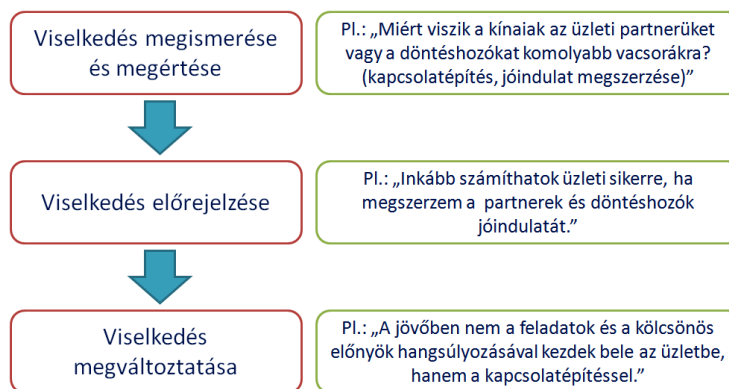 Viselkedés megismerése
és megértése
Pl.: „Miért viszik a kínaiak az üzleti partnerüket
vagy a döntéshozókat komolyabb vacsorákra?
(kapcsolatépítés, jóindulat megszerzése)”
Viselkedés előrejelzése
Pl.: „Inkább számíthatok üzleti sikerre, ha
megszerzem a partnerek és döntéshozók
jóindulatát.”
Viselkedés
megváltoztatása
Pl.: „A jövőben nem a feladatok és a kölcsönös
előnyök hangsúlyozásával kezdek bele az üzletbe,
hanem a kapcsolatépítéssel.”